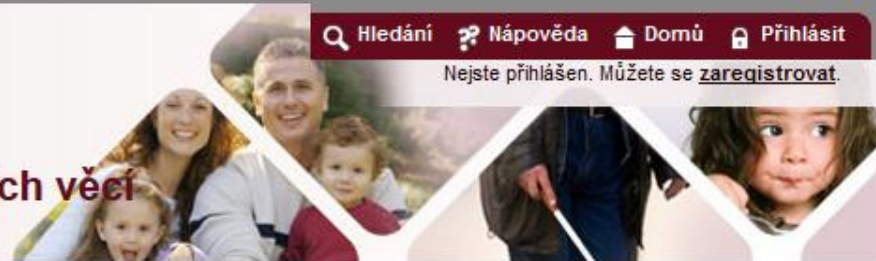 Hledání Nápověda Domů Přihlásit
Nejste přihlášen. Můžete se zaregistrovat.
ch věcí